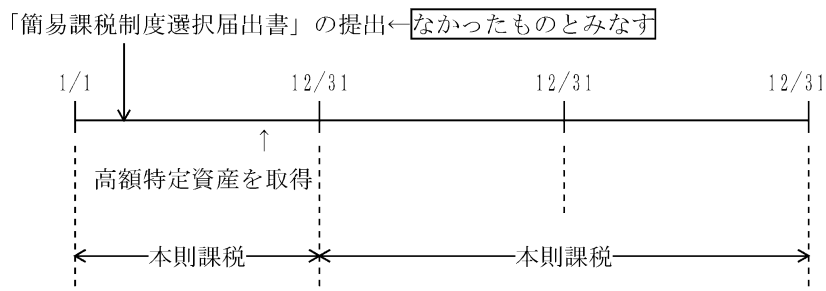 「簡易課税制度選択届出書」の提出←なかったものとみなす
1/1 12/31 12/31 12/31
↑
高額特定資産を取得
本則課税 本則課税